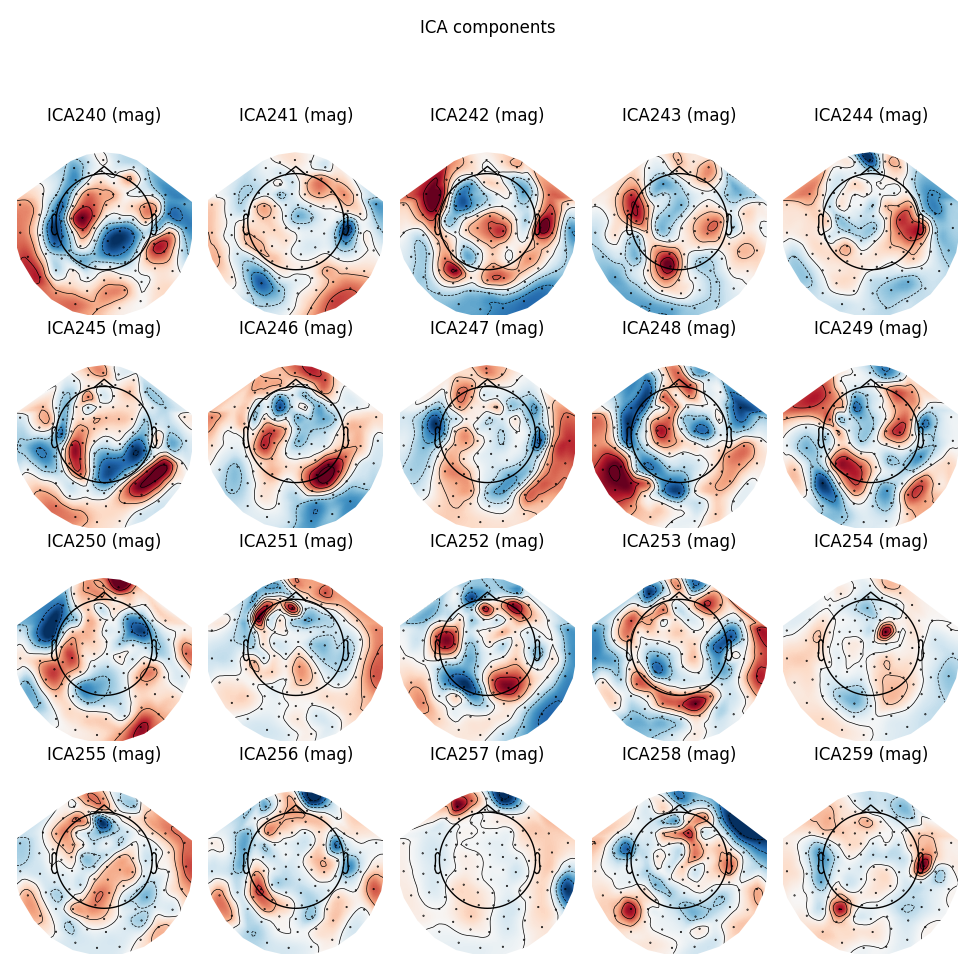 ICA components
ICA240 (mag) ICA241 (mag) ICA242 (mag) ICA243 (mag) ICA244 (mag)
ICA245 (mag) ICA246 (mag) ICA247 (mag) ICA248 (mag) ICA249 (mag)
ICA250 (mag) ICA251 (mag) ICA252 (mag) ICA253 (mag) ICA254 (mag)
ICA255 (mag) ICA256 (mag) ICA257 (mag) ICA258 (mag) ICA259 (mag)